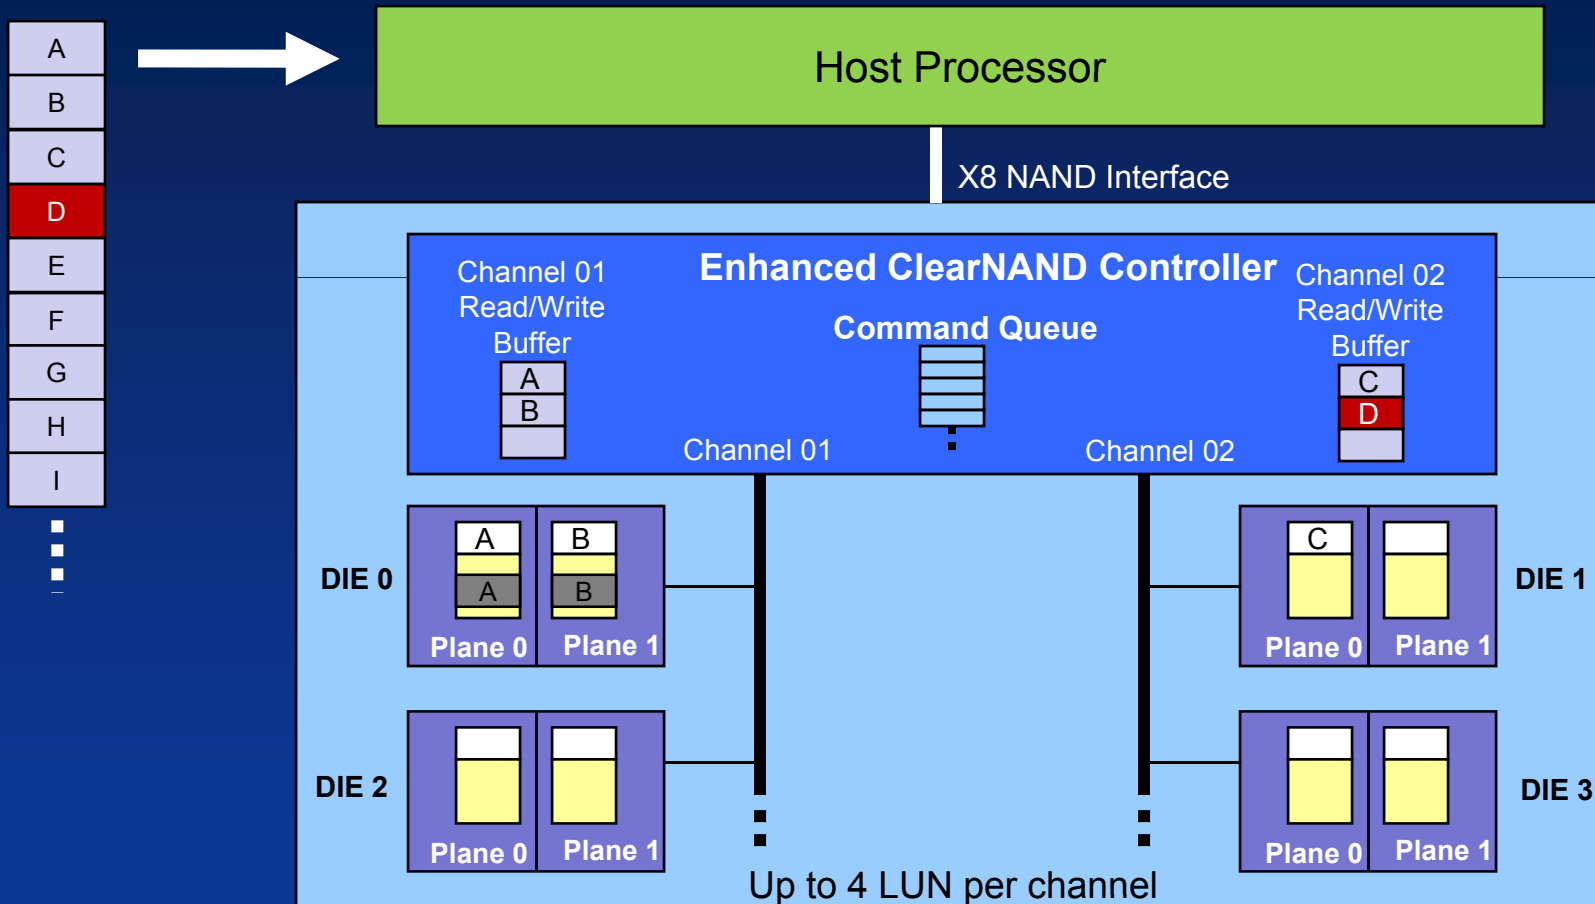 A
B
C
D
E
F
G
H
I
Host Processor
X8 NAND Interface
Enhanced ClearNAND Controller
Channel 01
Read/Write
Buffer
A
B
Command Queue
Channel 02
Read/Write
Buffer
C
D
Channel 01
Channel 02
DIE 0
A
A
Plane 0
B
B
Plane 1
C
Plane 0
Plane 1
DIE 1
DIE 2
Plane 0
Plane 1
Plane 0
Plane 1
DIE 3
Up to 4 LUN per channel